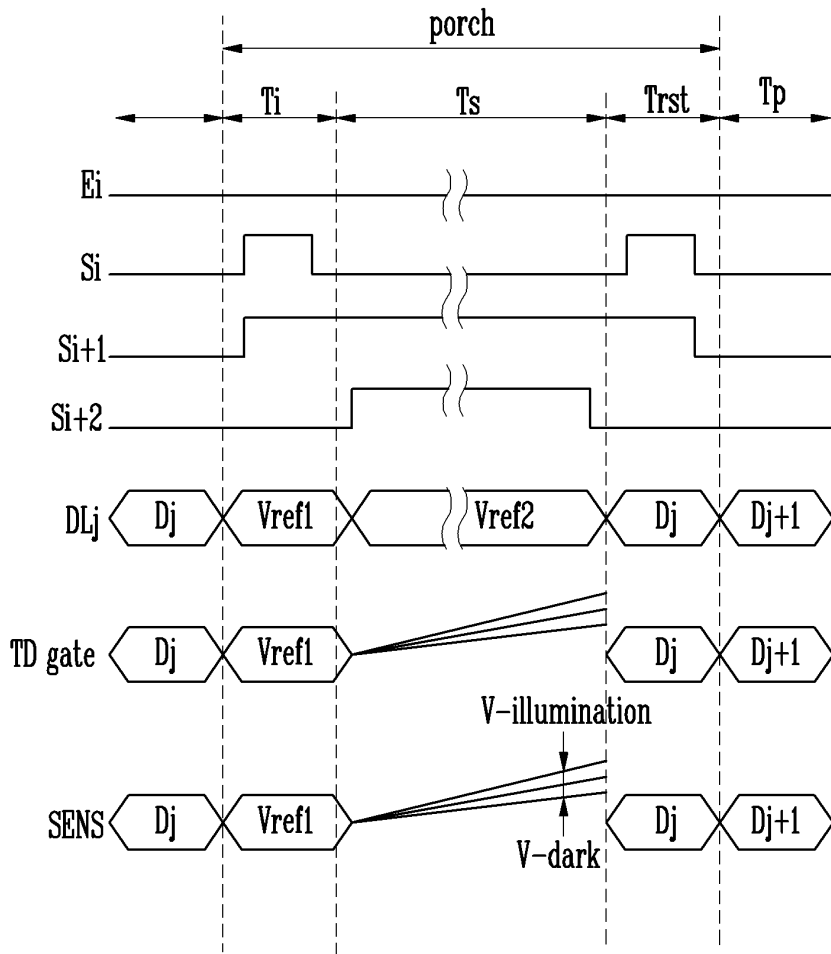 porch
Ti Ts Trst Tp
Ei
Si
Si+1
Si+2
DLj Dj Vref1 Vref2 Dj Dj+1
TD gate Dj Vref1 Dj Dj+1
V-illumination
SENS Dj Vref1 Dj Dj+1
V-dark